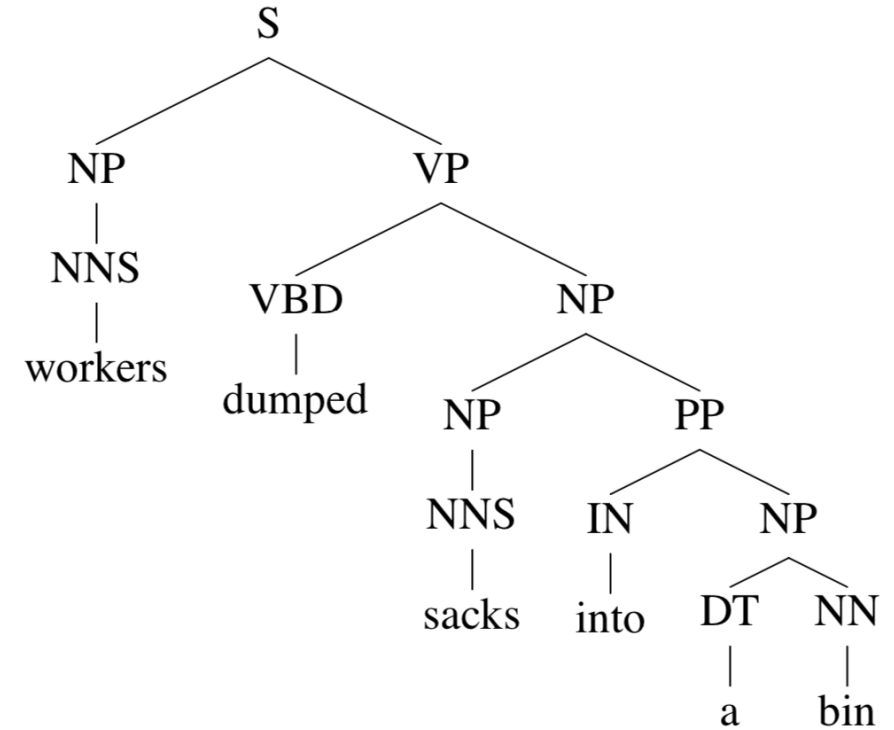 S
NP VP
NNS
VBD NP
workers
dumped
NP PP
NNS IN NP
sacks into DT NN
a bin